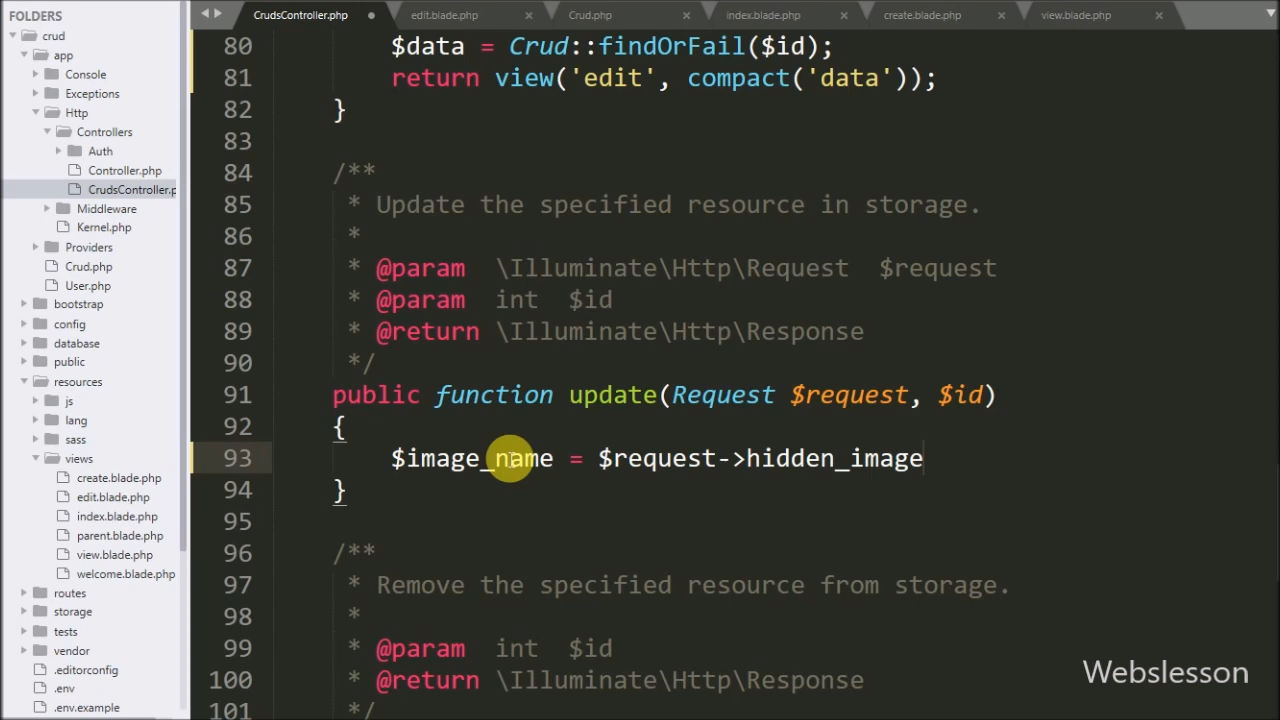 FOLDERS
crud
app
Console
Exceptions
Http
Controllers
Auth
Controller.php
CrudsController.p
Middleware
Kernel.php
Providers
Crud.php
User.php
bootstrap
config
database
public
resources
js
lang
sass
views
create.blade.php
edit.blade.php
index.blade.php
parent.blade.php
view.blade.php
welcome.blade.php
routes
storage
tests
vendor
.editorconfig
.env
.env.example
CrudsController.php
edit.blade.php
Crud.php
index.blade.php
create.blade.php
view.blade.php
80 $data = Crud::findOrFail($id);
81 return view('edit', compact('data'));
82 }
83
84 /**
85 * Update the specified resource in storage.
86 *
87 * @param \Illuminate\Http\Request $request
88 * @param int $id
89 * @return \Illuminate\Http\Response
90 */
91 public function update(Request $request, $id)
92 {
93 $image_name = $request->hidden_image
94 }
95
96 /**
97 * Remove the specified resource from storage.
98 *
99 * @param int $id
100 * @return \Illuminate\Http\Response
101 */
Webslesson